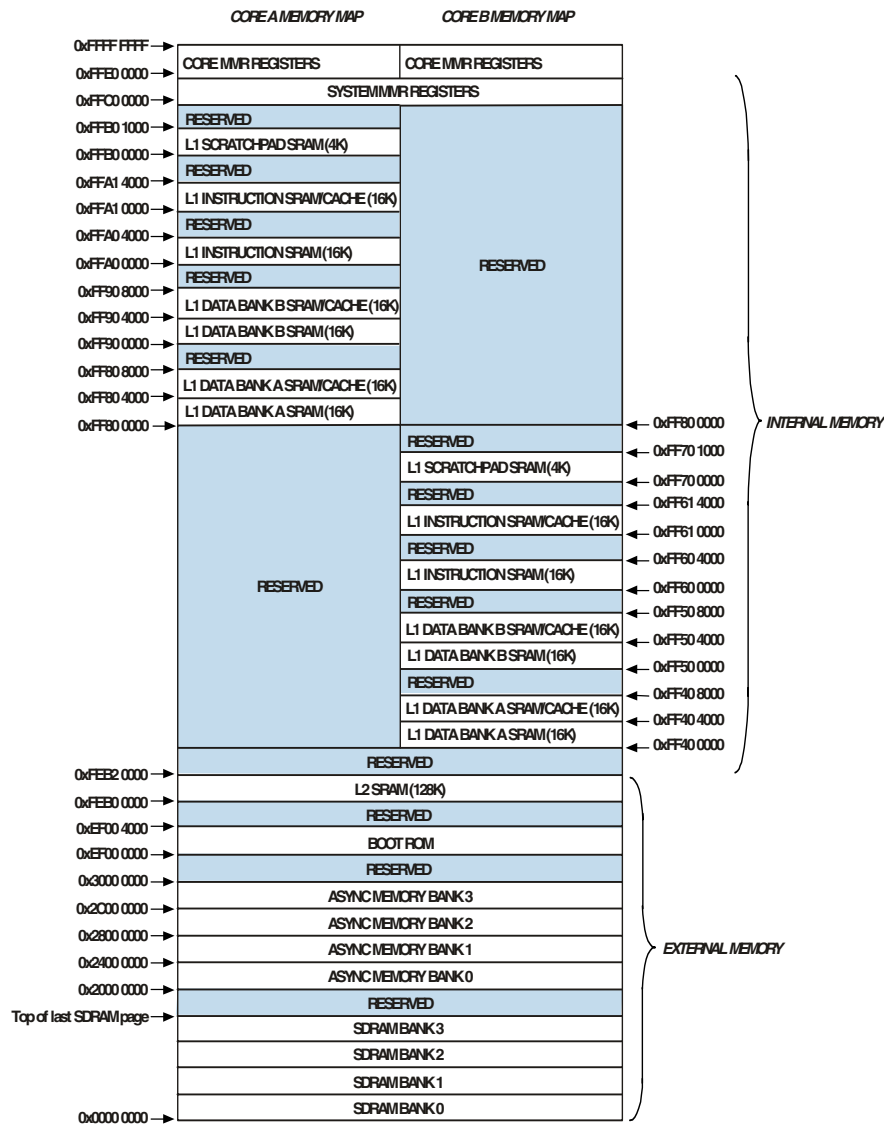 CORE A MEMORY MAP CORE B MEMORY MAP
0xFFFF FFFF
CORE MMR REGISTERS CORE MMR REGISTERS
0xFFE0 0000
SYSTEM MMR REGISTERS
0xFFC0 0000
RESERVED
0xFFB0 1000
L1 SCRATCHPAD SRAM (4K)
0xFFB0 0000
RESERVED
0xFFA1 4000
L1 INSTRUCTION SRAM/CACHE (16K)
0xFFA1 0000
RESERVED
0xFFA0 4000
L1 INSTRUCTION SRAM (16K)
RESERVED
0xFFA0 0000
RESERVED
0xFF90 8000
L1 DATA BANK B SRAM/CACHE (16K)
0xFF90 4000
L1 DATA BANK B SRAM (16K)
0xFF90 0000
RESERVED
0xFF80 8000
L1 DATA BANK A SRAM/CACHE (16K)
0xFF80 4000
L1 DATA BANK A SRAM (16K)
0xFF80 0000
0xFF80 0000
INTERNAL MEMORY
RESERVED
0xFF70 1000
L1 SCRATCHPAD SRAM (4K)
0xFF70 0000
RESERVED
0xFF61 4000
L1 INSTRUCTION SRAM/CACHE (16K)
0xFF61 0000
RESERVED
0xFF60 4000
RESERVED
L1 INSTRUCTION SRAM (16K)
0xFF60 0000
RESERVED
0xFF50 8000
L1 DATA BANK B SRAM/CACHE (16K)
0xFF50 4000
L1 DATA BANK B SRAM (16K)
0xFF50 0000
RESERVED
0xFF40 8000
L1 DATA BANK A SRAM/CACHE (16K)
0xFF40 4000
L1 DATA BANK A SRAM (16K)
0xFF40 0000
RESERVED
0xFEB2 0000
L2 SRAM (128K)
0xFEB0 0000
RESERVED
0xEF00 4000
BOOT ROM
0xEF00 0000
RESERVED
0x3000 0000
ASYNC MEMORY BANK 3
0x2C00 0000
ASYNC MEMORY BANK 2
0x2800 0000
ASYNC MEMORY BANK 1
EXTERNAL MEMORY
0x2400 0000
ASYNC MEMORY BANK 0
0x2000 0000
RESERVED
Top of last SDRAM page
SDRAM BANK 3
SDRAM BANK 2
SDRAM BANK 1
SDRAM BANK 0
0x0000 0000